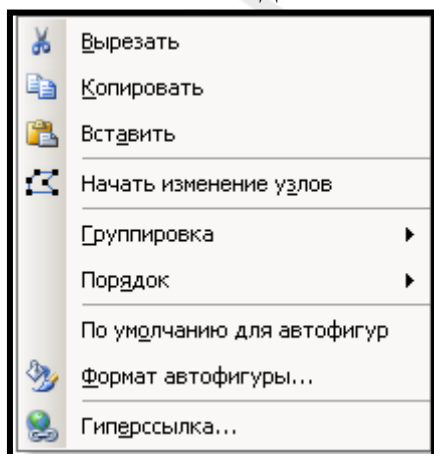 Вырезать
Копировать
Вставить
Начать изменение узлов
Группировка
Порядок
По умолчанию для автофигур
Формат автофигуры...
Гиперссылка...